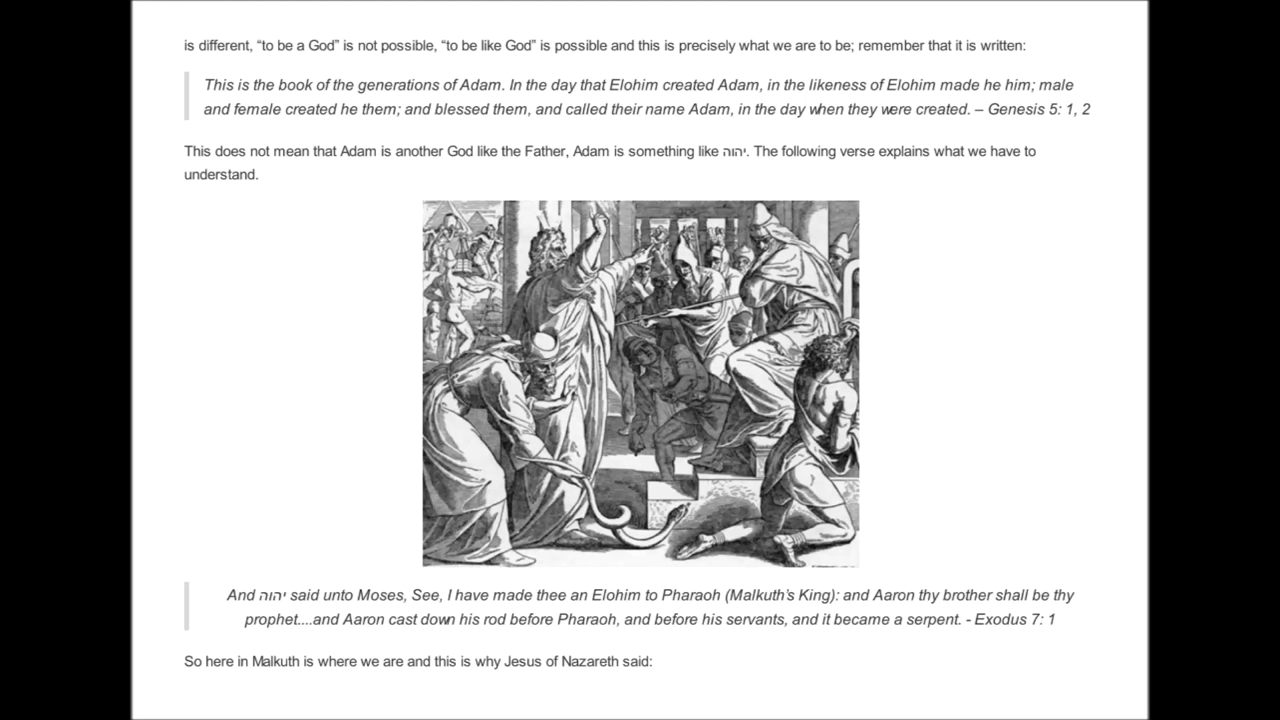 is different, “to be a God” is not possible, “to be like God” is possible and this is precisely what we are to be; remember that it is written:
This is the book of the generations of Adam. In the day that Elohim created Adam, in the likeness of Elohim made he him; male
and female created he them; and blessed them, and called their name Adam, in the day when they were created. – Genesis 5: 1, 2
This does not mean that Adam is another God like the Father, Adam is something like יהוה. The following verse explains what we have to
understand.
And יהוה said unto Moses, See, I have made thee an Elohim to Pharaoh (Malkuth’s King): and Aaron thy brother shall be thy
prophet....and Aaron cast down his rod before Pharaoh, and before his servants, and it became a serpent. - Exodus 7: 1
So here in Malkuth is where we are and this is why Jesus of Nazareth said: